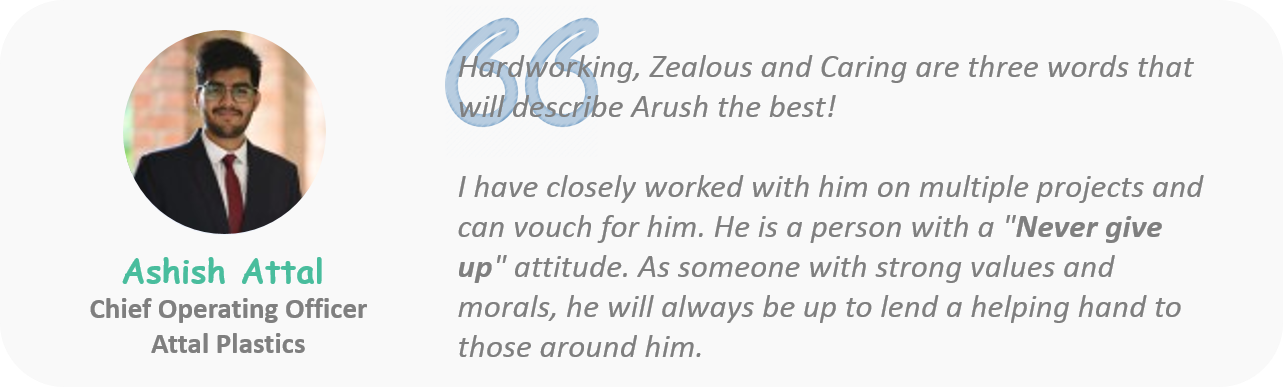 Ashish Attal
Chief Operating Officer
Attal Plastics
Hardworking, Zealous and Caring are three words that
will describe Arush the best!
I have closely worked with him on multiple projects and
can vouch for him. He is a person with a "Never give
up" attitude. As someone with strong values and
morals, he will always be up to lend a helping hand to
those around him.